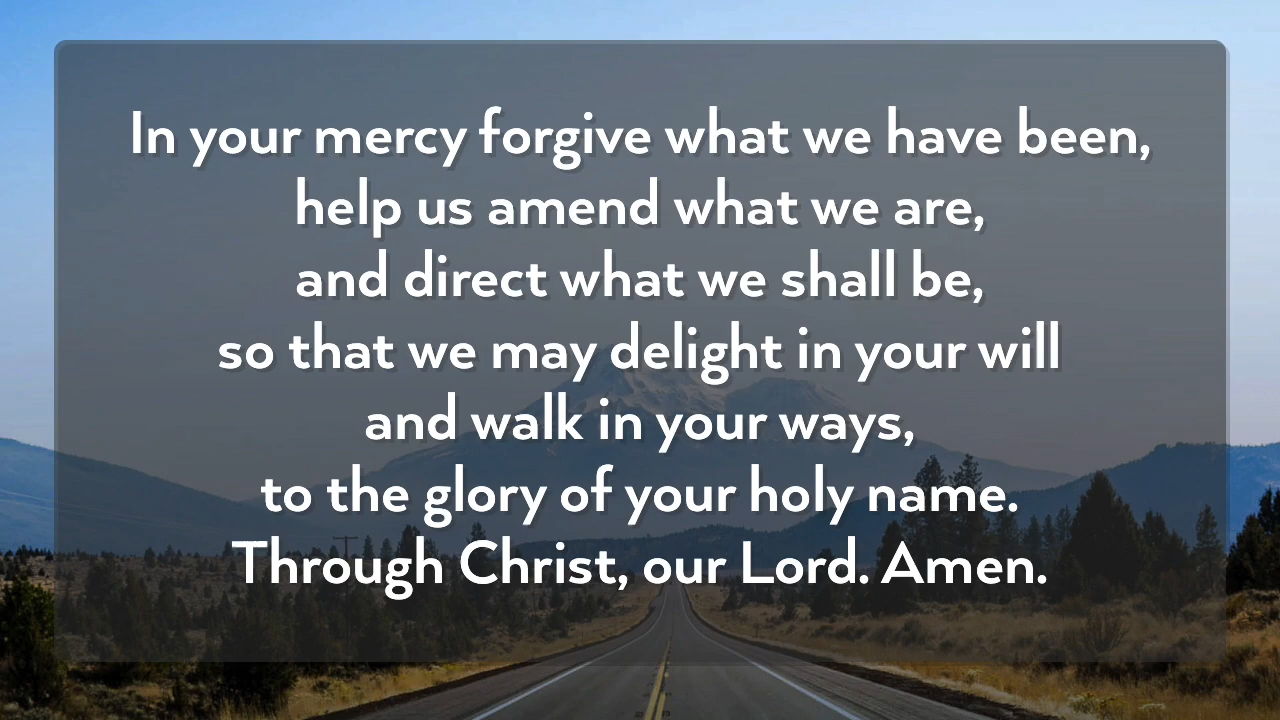 In your mercy forgive what we have been,
help us amend what we are,
and direct what we shall be,
so that we may delight in your will
and walk in your ways,
to the glory of your holy name.
Through Christ, our Lord. Amen.